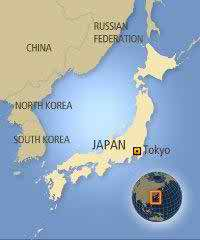 RUSSIAN
FEDERATION
CHINA
NORTH KOREA
SOUTH KOREA
JAPAN
Tokyo